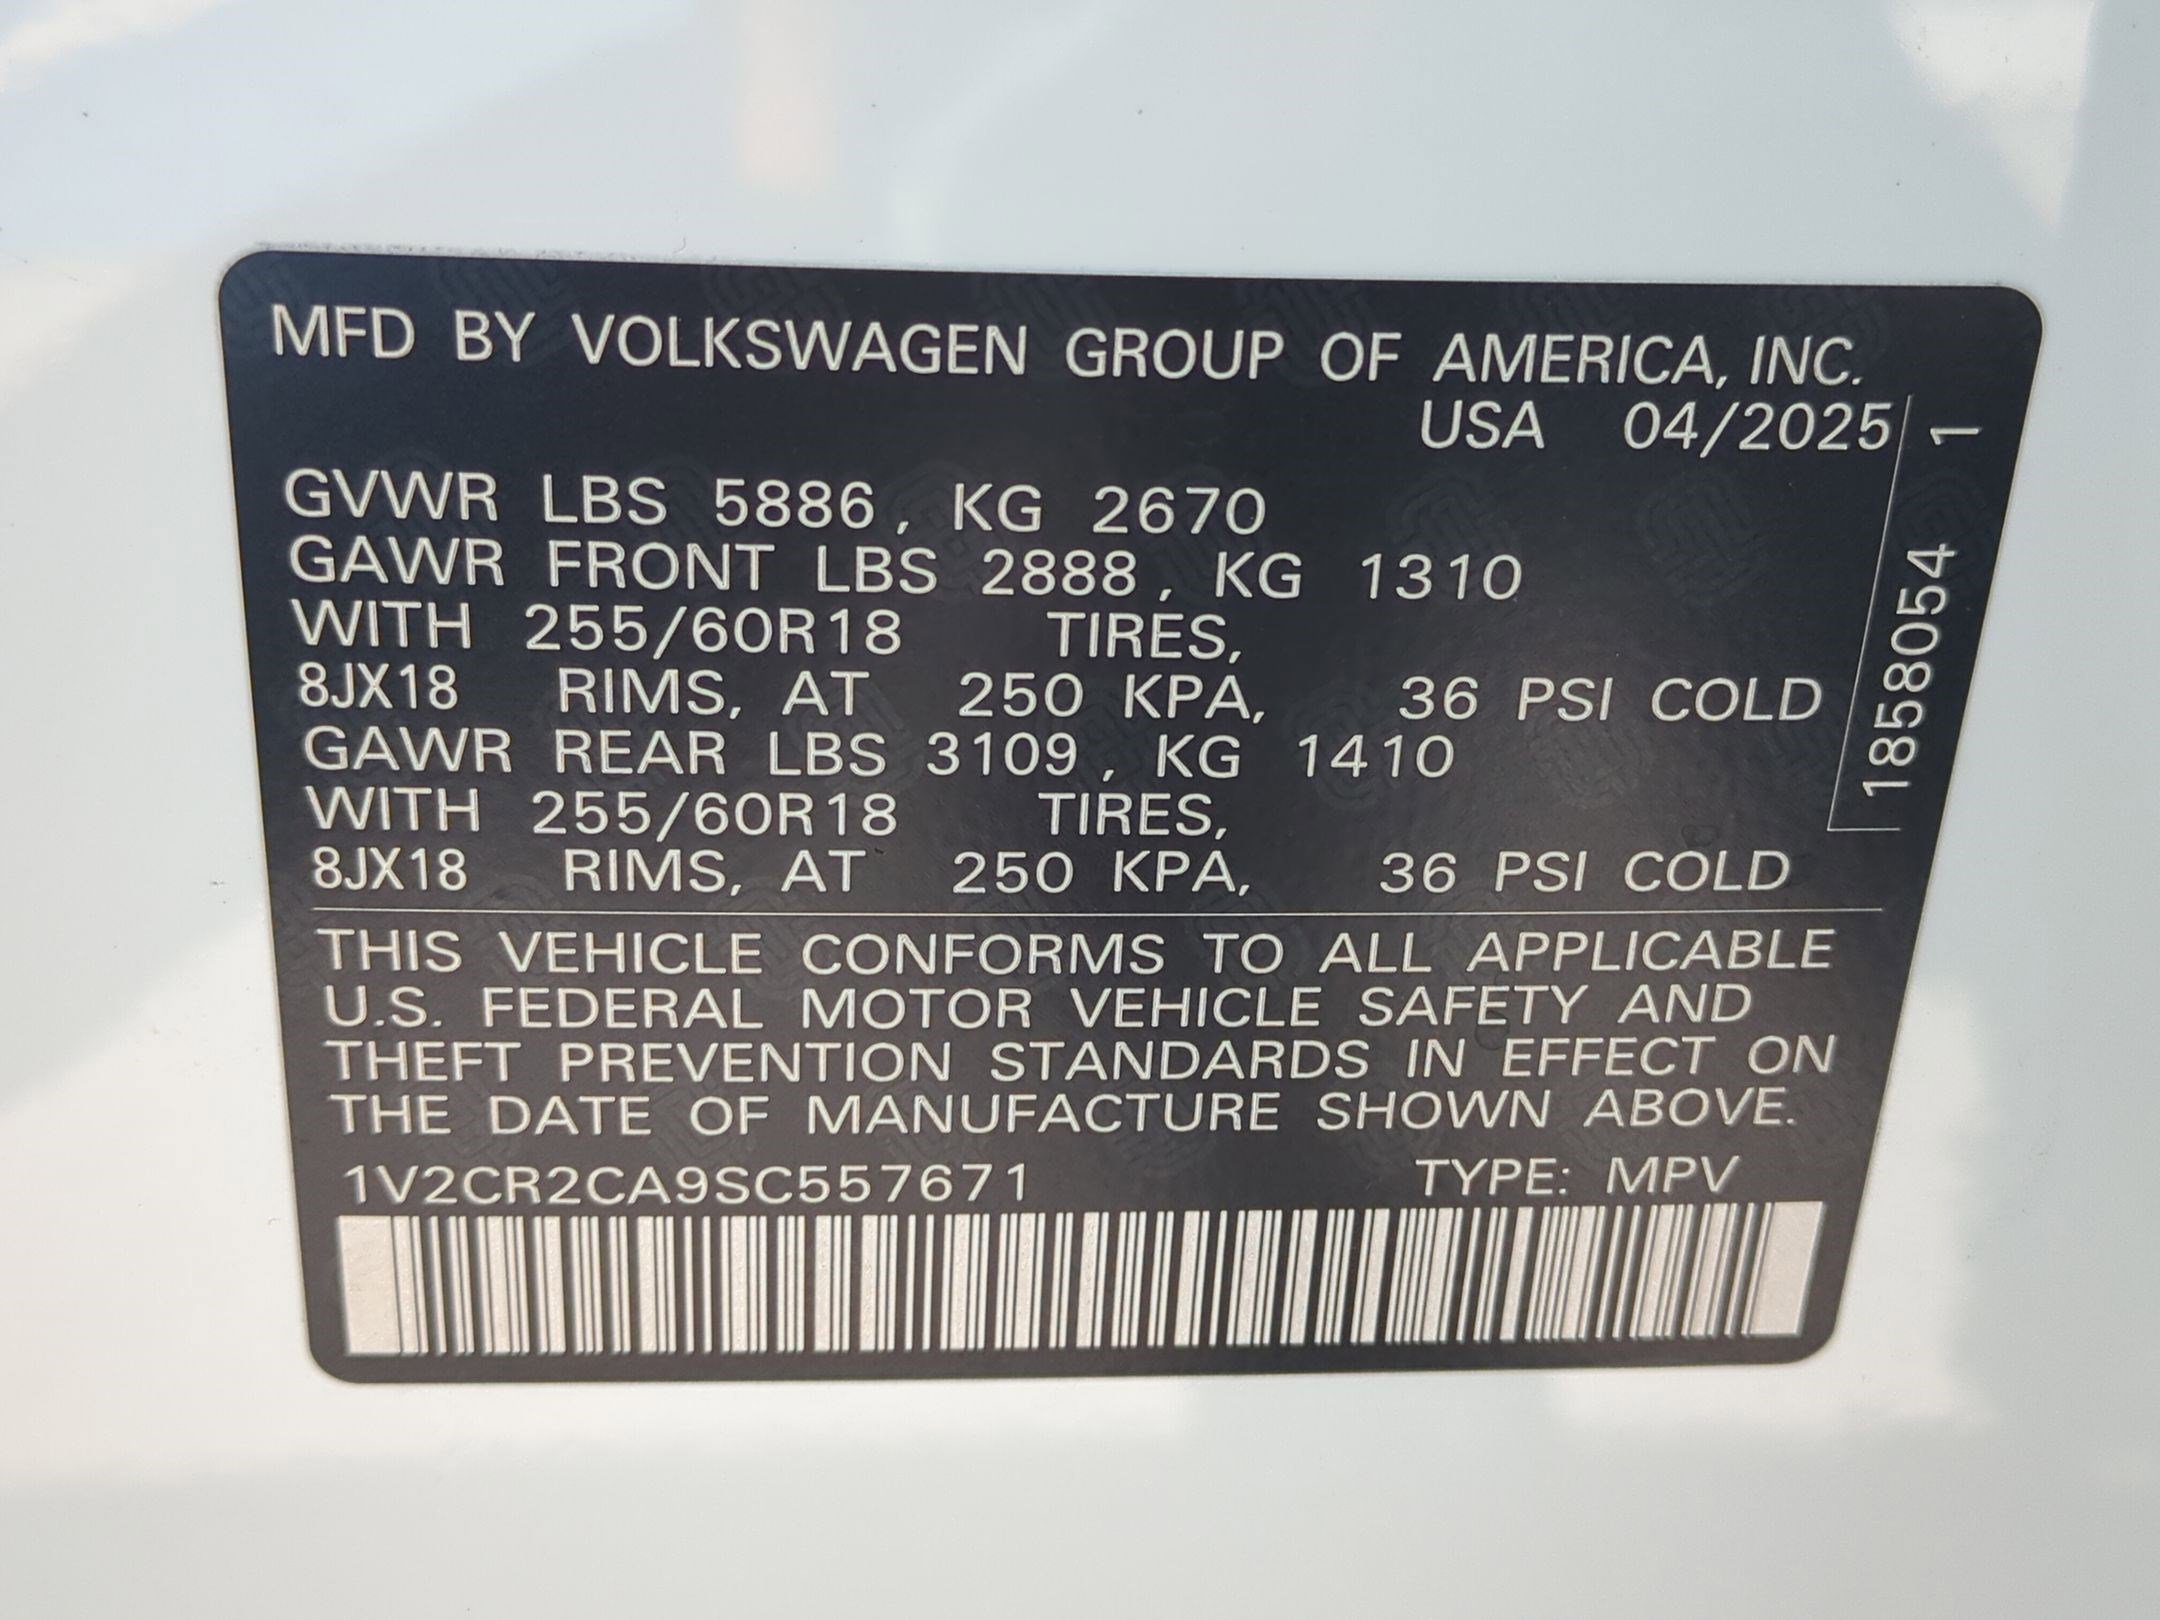 MFD BY VOLKSWAGEN GROUP OF AMERICA, INC.
USA 04/2025
GVWR LBS 5886, KG 2670
GAWR FRONT LBS 2888, KG 1310
WITH 255/60R18 TIRES,
8JX18 RIMS, AT 250 KPA, 36 PSI COLD
GAWR REAR LBS 3109, KG 1410
WITH 255/60R18 TIRES,
8JX18 RIMS, AT 250 KPA, 36 PSI COLD
1858054 1
THIS VEHICLE CONFORMS TO ALL APPLICABLE
U.S. FEDERAL MOTOR VEHICLE SAFETY AND
THEFT PREVENTION STANDARDS IN EFFECT ON
THE DATE OF MANUFACTURE SHOWN ABOVE.
1V2CR2CA9SC557671 TYPE: MPV